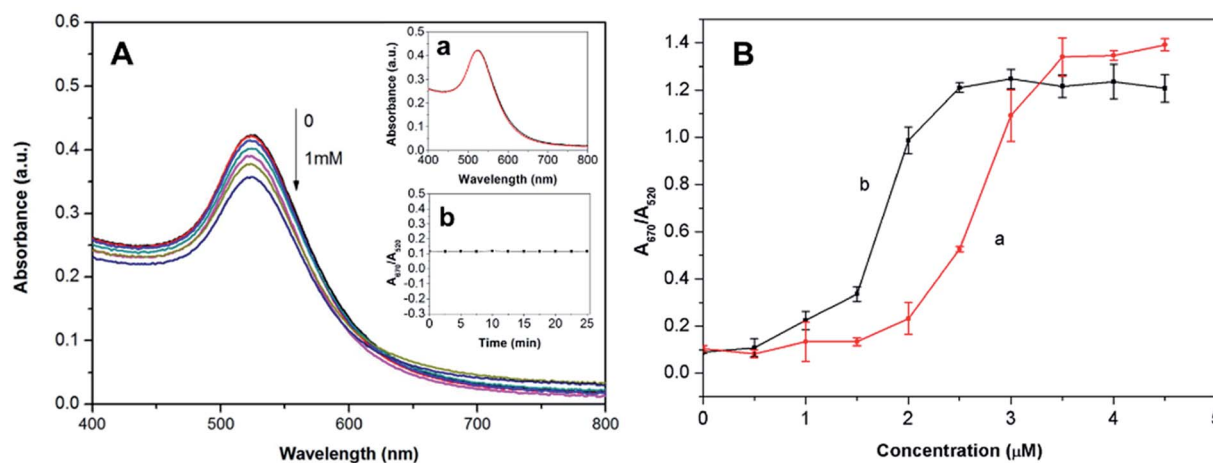 A
0.6
0.5
0.4
0.3
0.2
0.1
0.0
Absorbance (a.u.)
400
500
600
700
800
Wavelength (nm)
0
1mM
a
0.5
0.4
0.3
0.2
0.1
0.0
Absorbance (a.u.)
400 500 600 700 800
Wavelength (nm)
b
0.5
0.4
0.3
0.2
0.1
0.0
-0.1
-0.2
-0.3
A670/A520
0 5 10 15 20 25
Time (min)
B
1.4
1.2
1.0
0.8
0.6
0.4
0.2
0.0
A670/A520
b
a
0 1 2 3 4 5
Concentration (μM)